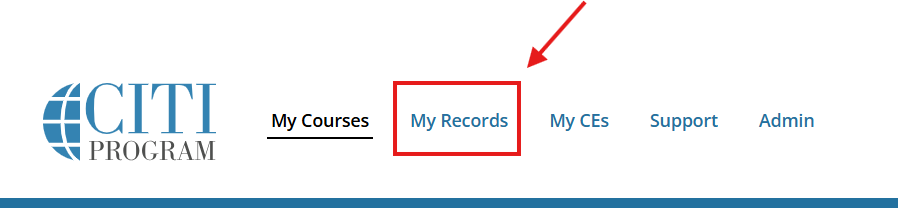 CITI
PROGRAM
My Courses My Records My CEs Support Admin